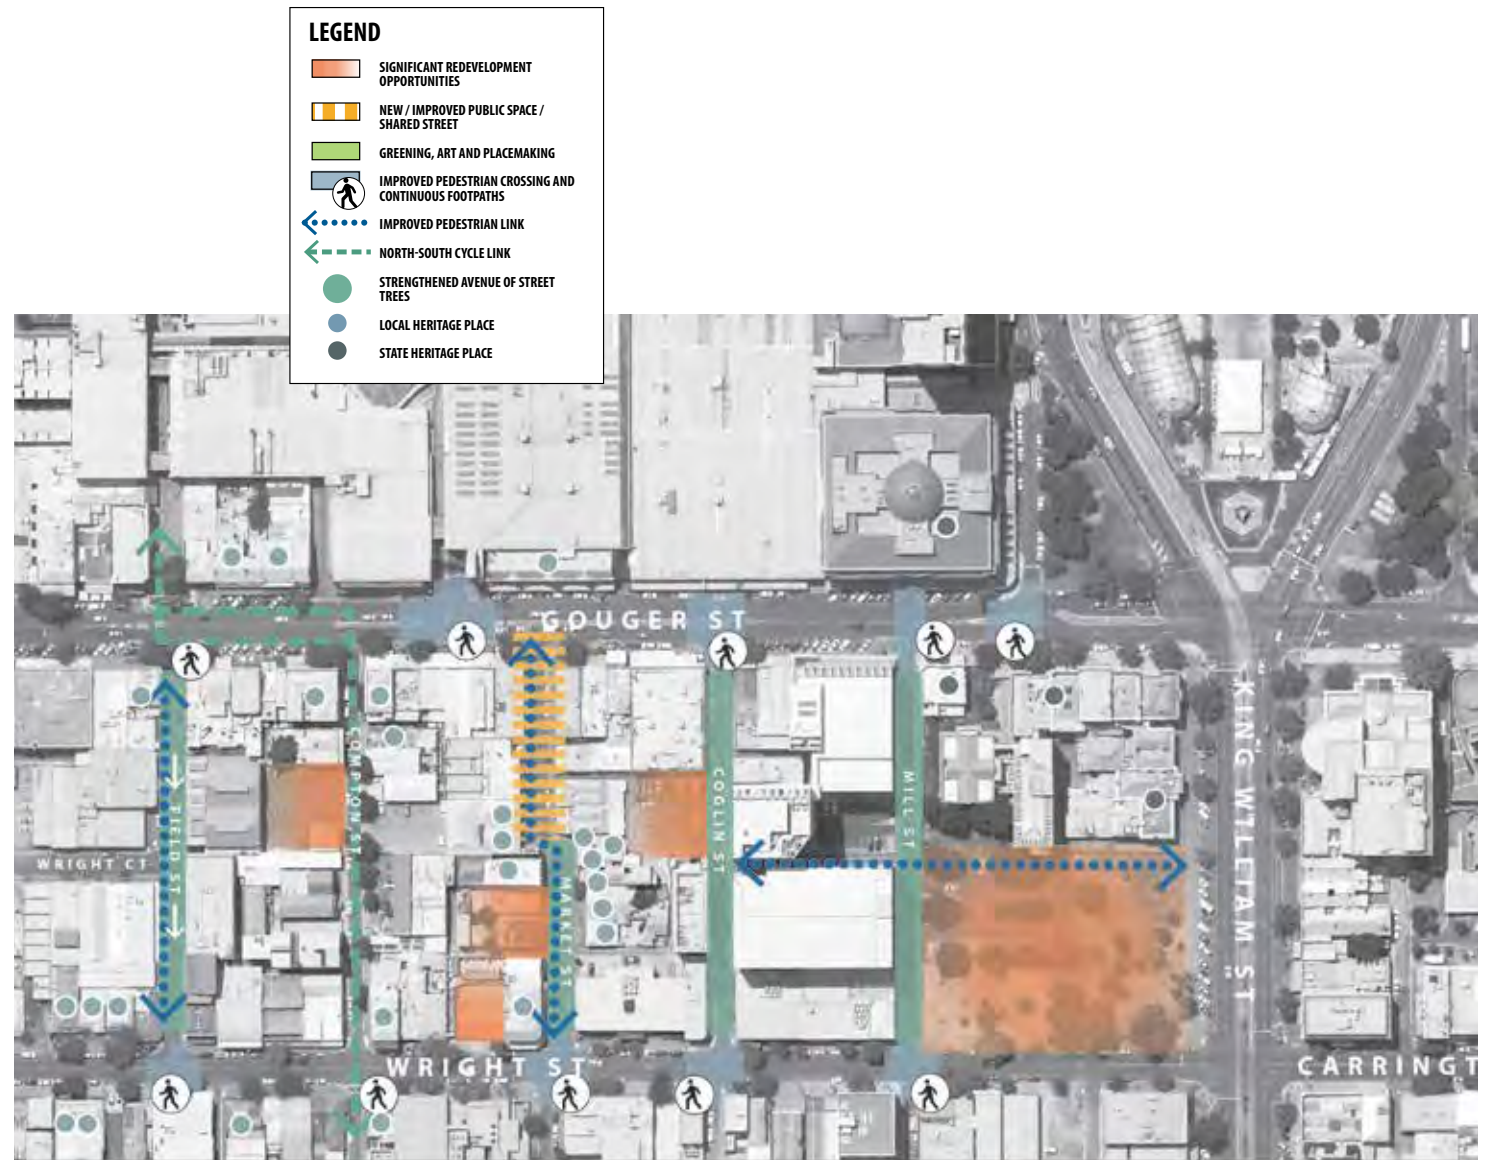 LEGEND
SIGNIFICANT REDEVELOPMENT
OPPORTUNITIES
NEW / IMPROVED PUBLIC SPACE /
SHARED STREET
GREENING, ART AND PLACEMAKING
IMPROVED PEDESTRIAN CROSSING AND
CONTINUOUS FOOTPATHS
IMPROVED PEDESTRIAN LINK
NORTH-SOUTH CYCLE LINK
STRENGTHENED AVENUE OF STREET
TREES
LOCAL HERITAGE PLACE
STATE HERITAGE PLACE
GOUGER ST
KING WILLIAM ST
COMPTON ST
FIELD ST
COGLIN ST
MILL ST
WRIGHT CT
MARKET ST
WRIGHT ST
CARRINGT